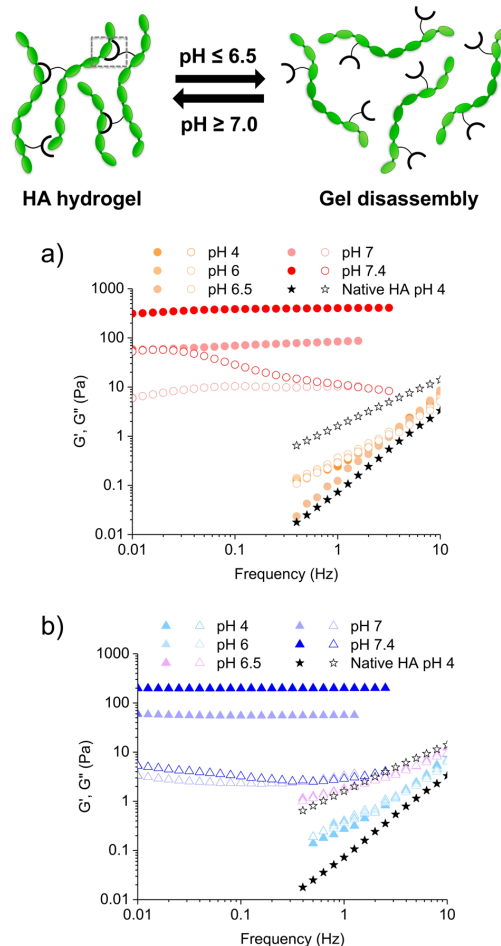 pH ≤ 6.5
pH ≥ 7.0
HA hydrogel
Gel disassembly
a)
pH 4
pH 7
pH 6
pH 7.4
pH 6.5
Native HA pH 4
1000
100
10
1
0.1
0.01
G', G" (Pa)
0.01
0.1
1
10
Frequency (Hz)
b)
pH 4
pH 7
pH 6
pH 7.4
pH 6.5
Native HA pH 4
1000
100
10
1
0.1
0.01
G', G" (Pa)
0.01
0.1
1
10
Frequency (Hz)